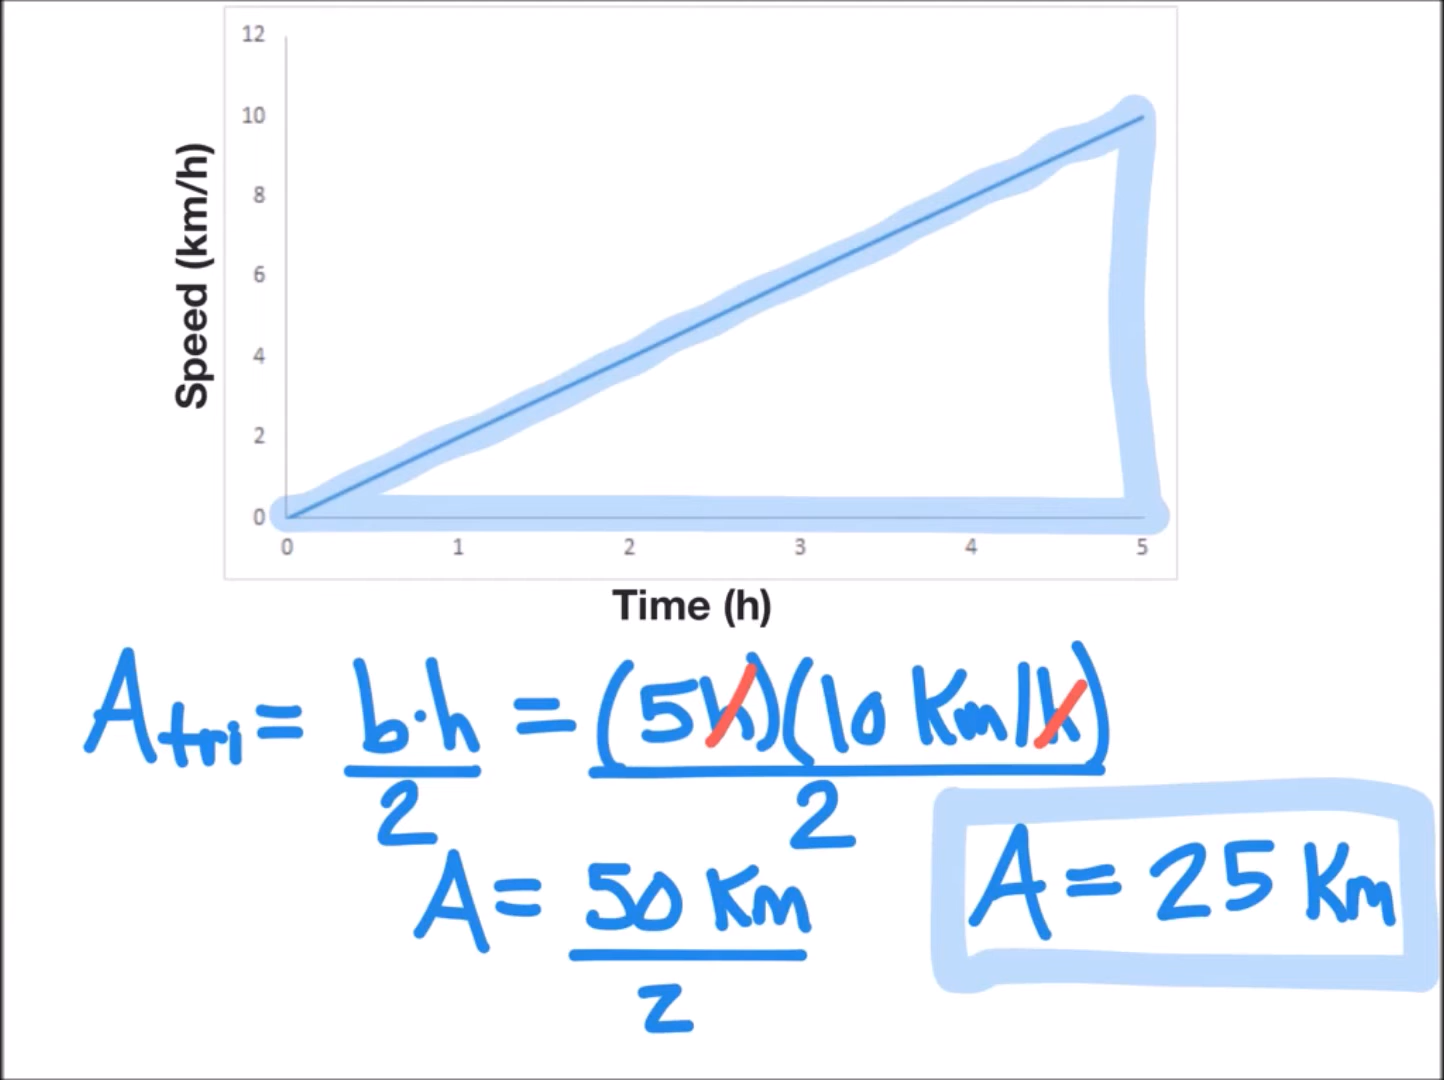 12
10
8
6
4
2
0
Speed (km/h)
0 1 2 3 4 5
Time (h)
Atri = b·h/2 = (5h)(10 Km/h)/2
A = 50 Km/2
A = 25 Km